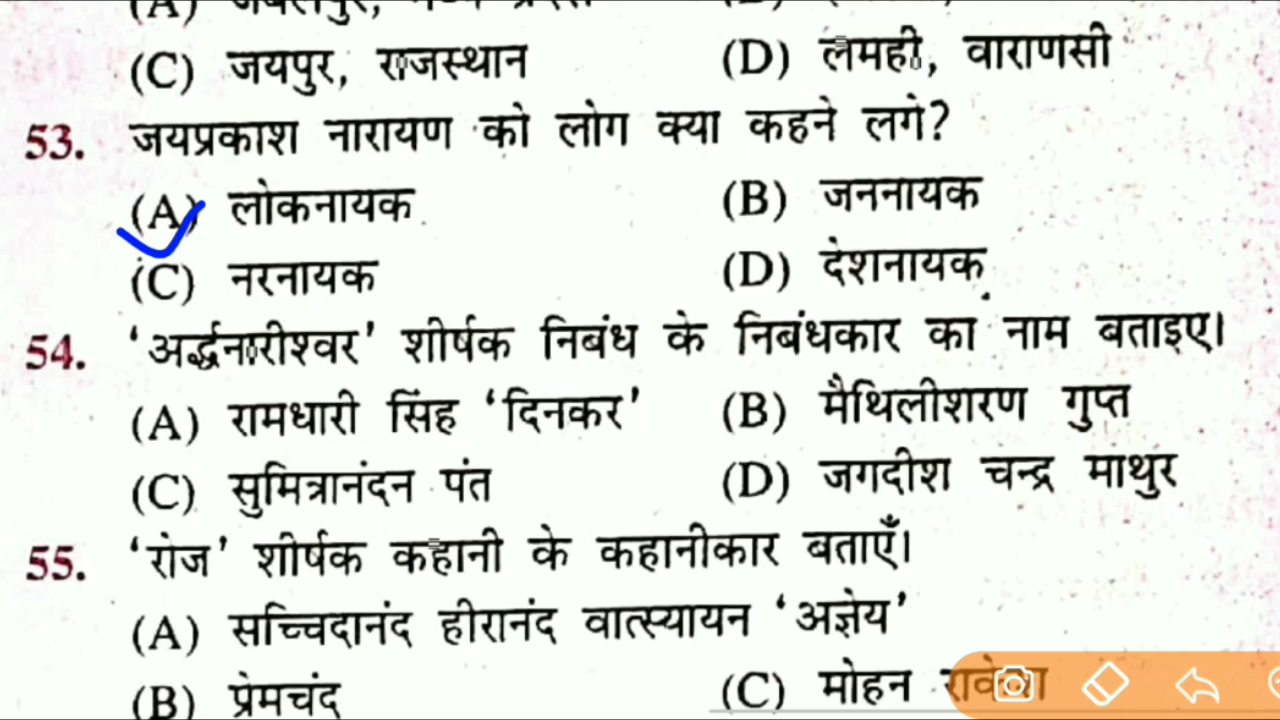 (C) जयपुर, राजस्थान (D) लमही, वाराणसी
53. जयप्रकाश नारायण को लोग क्या कहने लगे?
(A) लोकनायक (B) जननायक
(C) नरनायक (D) देशनायक
54. 'अर्द्धनारीश्वर' शीर्षक निबंध के निबंधकार का नाम बताइए।
(A) रामधारी सिंह 'दिनकर' (B) मैथिलीशरण गुप्त
(C) सुमित्रानंदन पंत (D) जगदीश चन्द्र माथुर
55. 'रोज' शीर्षक कहानी के कहानीकार बताएँ।
(A) सच्चिदानंद हीरानंद वात्स्यायन 'अज्ञेय'
(B) प्रेमचंद (C) मोहन राकेश